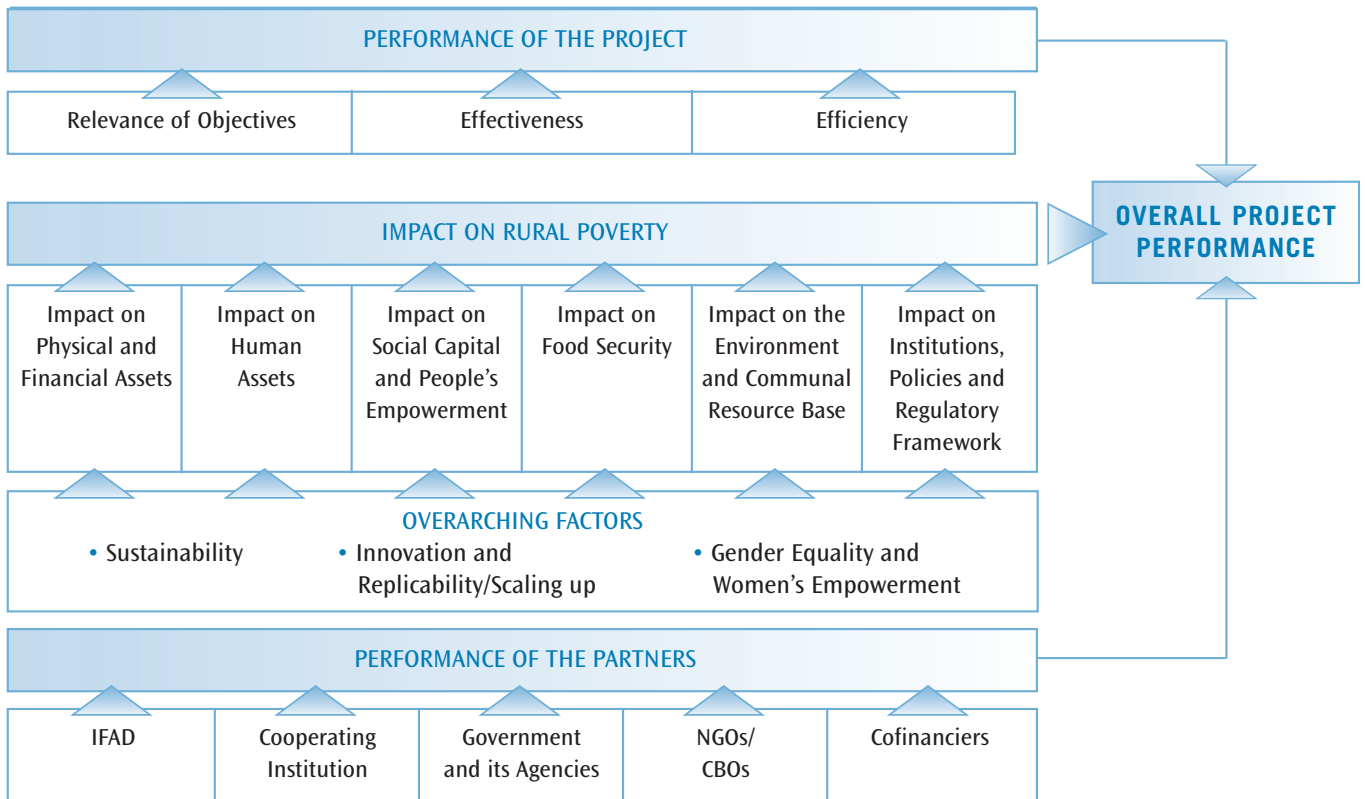 PERFORMANCE OF THE PROJECT
Relevance of Objectives
Effectiveness
Efficiency
IMPACT ON RURAL POVERTY
OVERALL PROJECT
PERFORMANCE
Impact on
Physical and
Financial Assets
Impact on
Human
Assets
Impact on
Social Capital
and People's
Empowerment
Impact on
Food Security
Impact on the
Environment
and Communal
Resource Base
Impact on
Institutions,
Policies and
Regulatory
Framework
OVERARCHING FACTORS
• Sustainability
• Innovation and
Replicability/Scaling up
• Gender Equality and
Women's Empowerment
PERFORMANCE OF THE PARTNERS
IFAD
Cooperating
Institution
Government
and its Agencies
NGOs/
CBOs
Cofinanciers